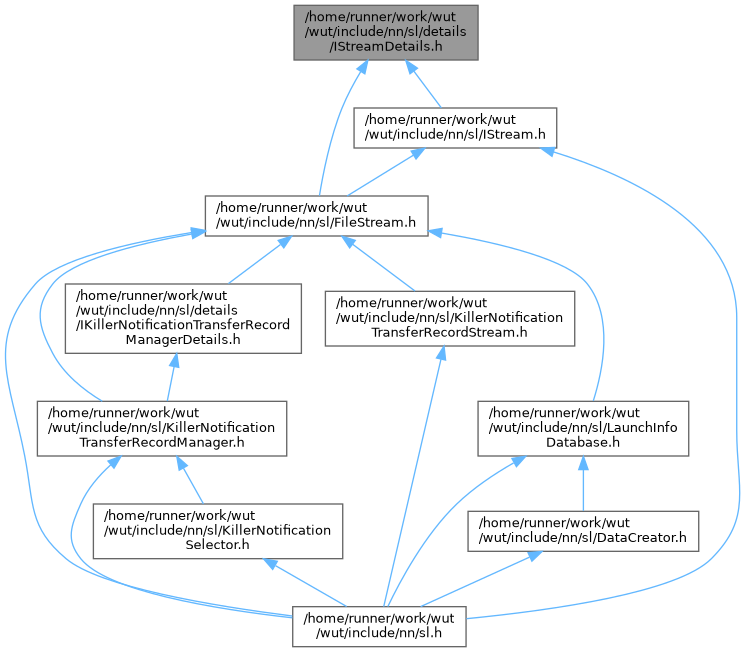 /home/runner/work/wut
/wut/include/nn/sl/details
/IStreamDetails.h
/home/runner/work/wut
/wut/include/nn/sl/IStream.h
/home/runner/work/wut
/wut/include/nn/sl/FileStream.h
/home/runner/work/wut
/wut/include/nn/sl/details
/IKillerNotificationTransferRecord
ManagerDetails.h
/home/runner/work/wut
/wut/include/nn/sl/KillerNotification
TransferRecordStream.h
/home/runner/work/wut
/wut/include/nn/sl/KillerNotification
TransferRecordManager.h
/home/runner/work/wut
/wut/include/nn/sl/LaunchInfo
Database.h
/home/runner/work/wut
/wut/include/nn/sl/KillerNotification
Selector.h
/home/runner/work/wut
/wut/include/nn/sl/DataCreator.h
/home/runner/work/wut
/wut/include/nn/sl.h